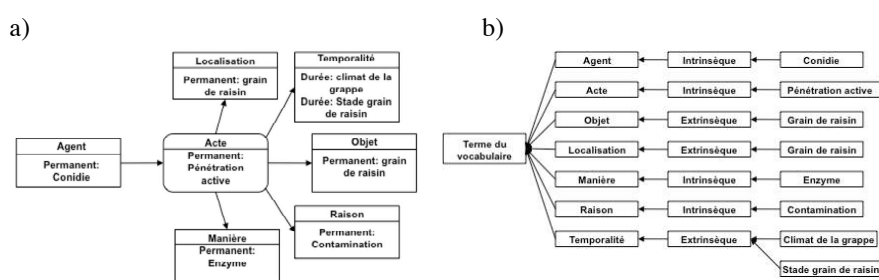 a)
Localisation
Permanent: grain
de raisin
Temporalité
Durée: climat de la
grappe
Durée: Stade grain
de raisin
Agent
Permanent:
Conidie
Acte
Permanent:
Pénétration
active
Objet
Permanent: grain
de raisin
Manière
Permanent:
Enzyme
Raison
Permanent:
Contamination
b)
Terme du
vocabulaire
Agent
Intrinsèque
Conidie
Acte
Intrinsèque
Pénétration active
Objet
Extrinsèque
Grain de raisin
Localisation
Extrinsèque
Grain de raisin
Manière
Intrinsèque
Enzyme
Raison
Intrinsèque
Contamination
Temporalité
Extrinsèque
Climat de la grappe
Stade grain de raisin